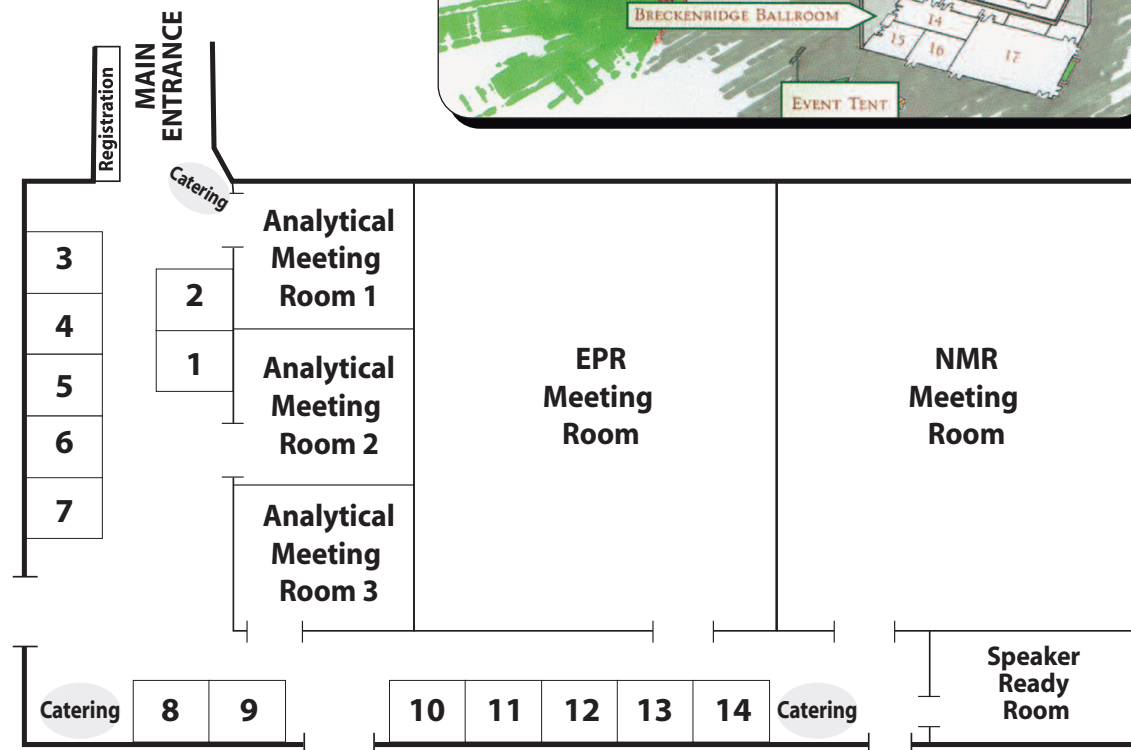 BRECKENRIDGE BALLROOM
14
15
16
17
EVENT TENT
MAIN
ENTRANCE
Registration
Catering
Analytical
Meeting
Room 1
3
4
5
6
7
2
1
Analytical
Meeting
Room 2
Analytical
Meeting
Room 3
EPR
Meeting
Room
NMR
Meeting
Room
Speaker
Ready
Room
Catering
8
9
10
11
12
13
14
Catering